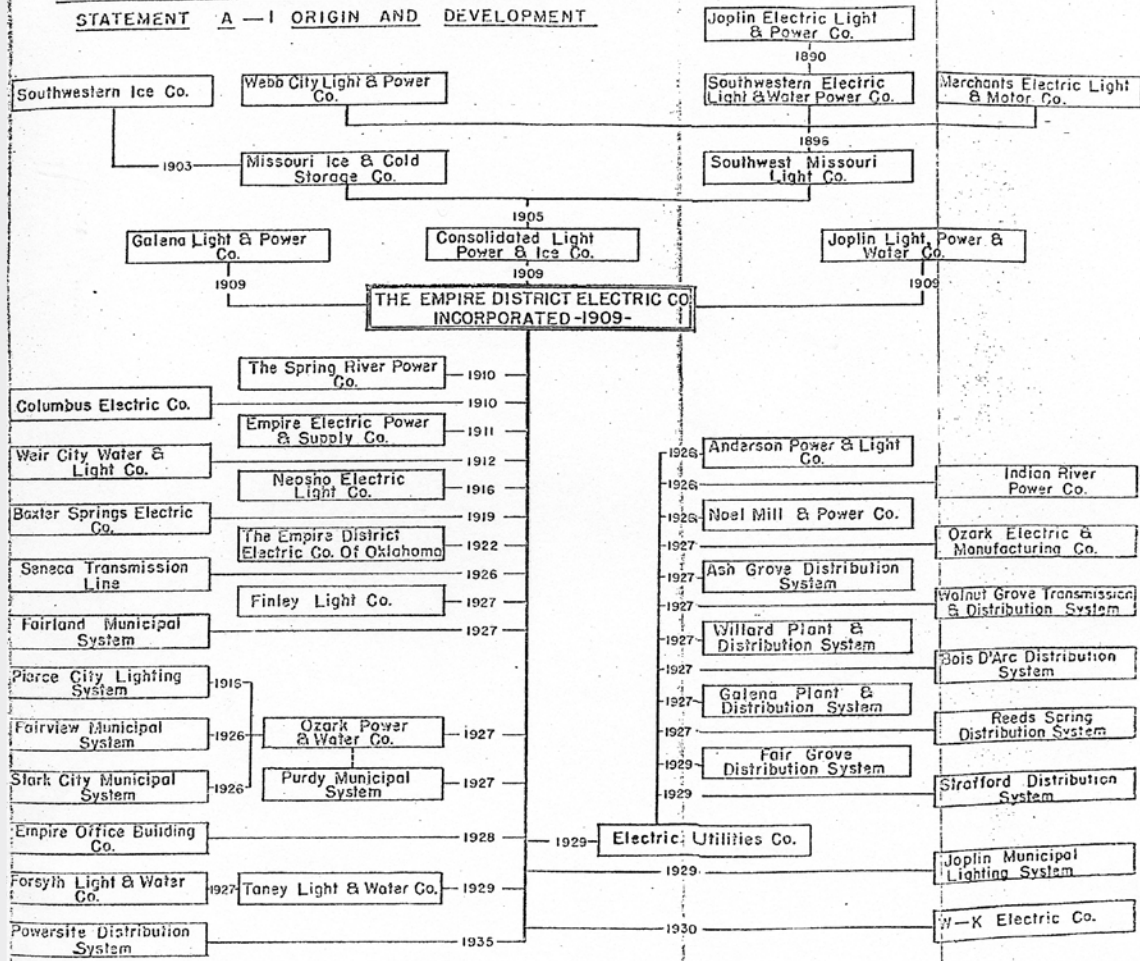 STATEMENT A — I ORIGIN AND DEVELOPMENT
Joplin Electric Light
& Power Co.
1890
Southwestern Ice Co.
Webb City Light & Power
Co.
Southwestern Electric
Light & Water Power Co.
Merchants Electric Light
& Motor Co.
1896
1903
Missouri Ice & Cold
Storage Co.
Southwest Missouri
Light Co.
1905
Galena Light & Power
Co.
Consolidated Light
Power & Ice Co.
Joplin Light, Power &
Water Co.
1909
1909
1909
THE EMPIRE DISTRICT ELECTRIC CO
INCORPORATED -1909-
The Spring River Power
Co.
1910
Columbus Electric Co.
1910
Empire Electric Power
& Supply Co.
1911
Weir City Water &
Light Co.
1912
Neosho Electric
Light Co.
1916
Baxter Springs Electric
Co.
1919
The Empire District
Electric Co. Of Oklahoma
1922
Seneca Transmission
Line
1926
Finley Light Co.
1927
Fairland Municipal
System
1927
Pierce City Lighting
System
1916
Fairview Municipal
System
1926
Ozark Power
& Water Co.
1927
Stark City Municipal
System
1926
Purdy Municipal
System
1927
Empire Office Building
Co.
1928
Forsyth Light & Water
Co.
1927
Taney Light & Water Co.
1929
Powersite Distribution
System
1935
1926
Anderson Power & Light
Co.
1926
Indian River
Power Co.
1926
Noel Mill & Power Co.
1927
Ozark Electric &
Manufacturing Co.
1927
Ash Grove Distribution
System
1927
Walnut Grove Transmission
& Distribution System
1927
Willard Plant &
Distribution System
1927
Bois D'Arc Distribution
System
1927
Galena Plant &
Distribution System
1927
Reeds Spring
Distribution System
1929
Fair Grove
Distribution System
1929
Strafford Distribution
System
1929
Electric Utilities Co.
1929
Joplin Municipal
Lighting System
1930
W—K Electric Co.